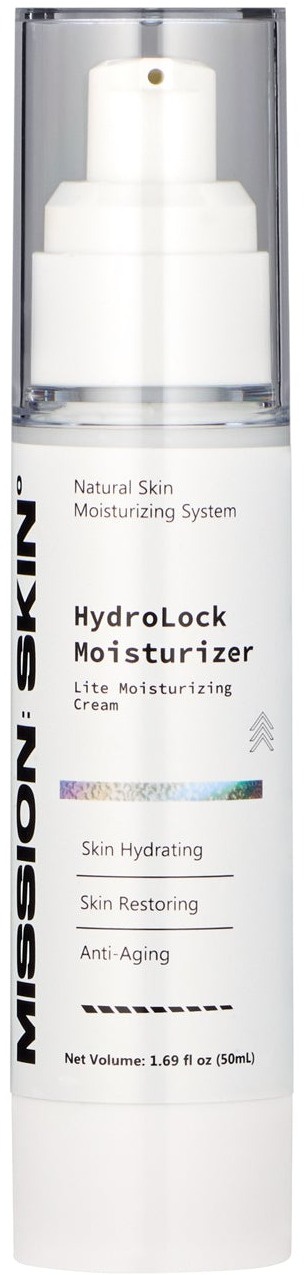 Natural Skin
Moisturizing System
MISSION: SKIN°
HydroLock
Moisturizer
Lite Moisturizing
Cream
Skin Hydrating
Skin Restoring
Anti-Aging
Net Volume: 1.69 fl oz (50mL)